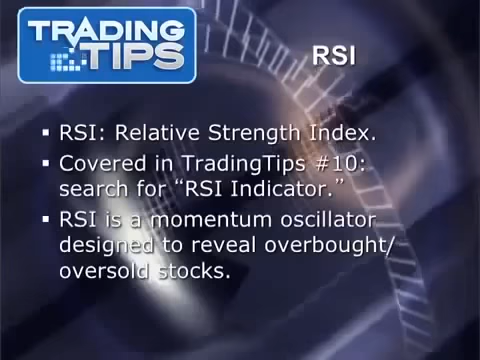 TRADING
TIPS
RSI
▪ RSI: Relative Strength Index.
▪ Covered in TradingTips #10:
search for “RSI Indicator.”
▪ RSI is a momentum oscillator
designed to reveal overbought/
oversold stocks.